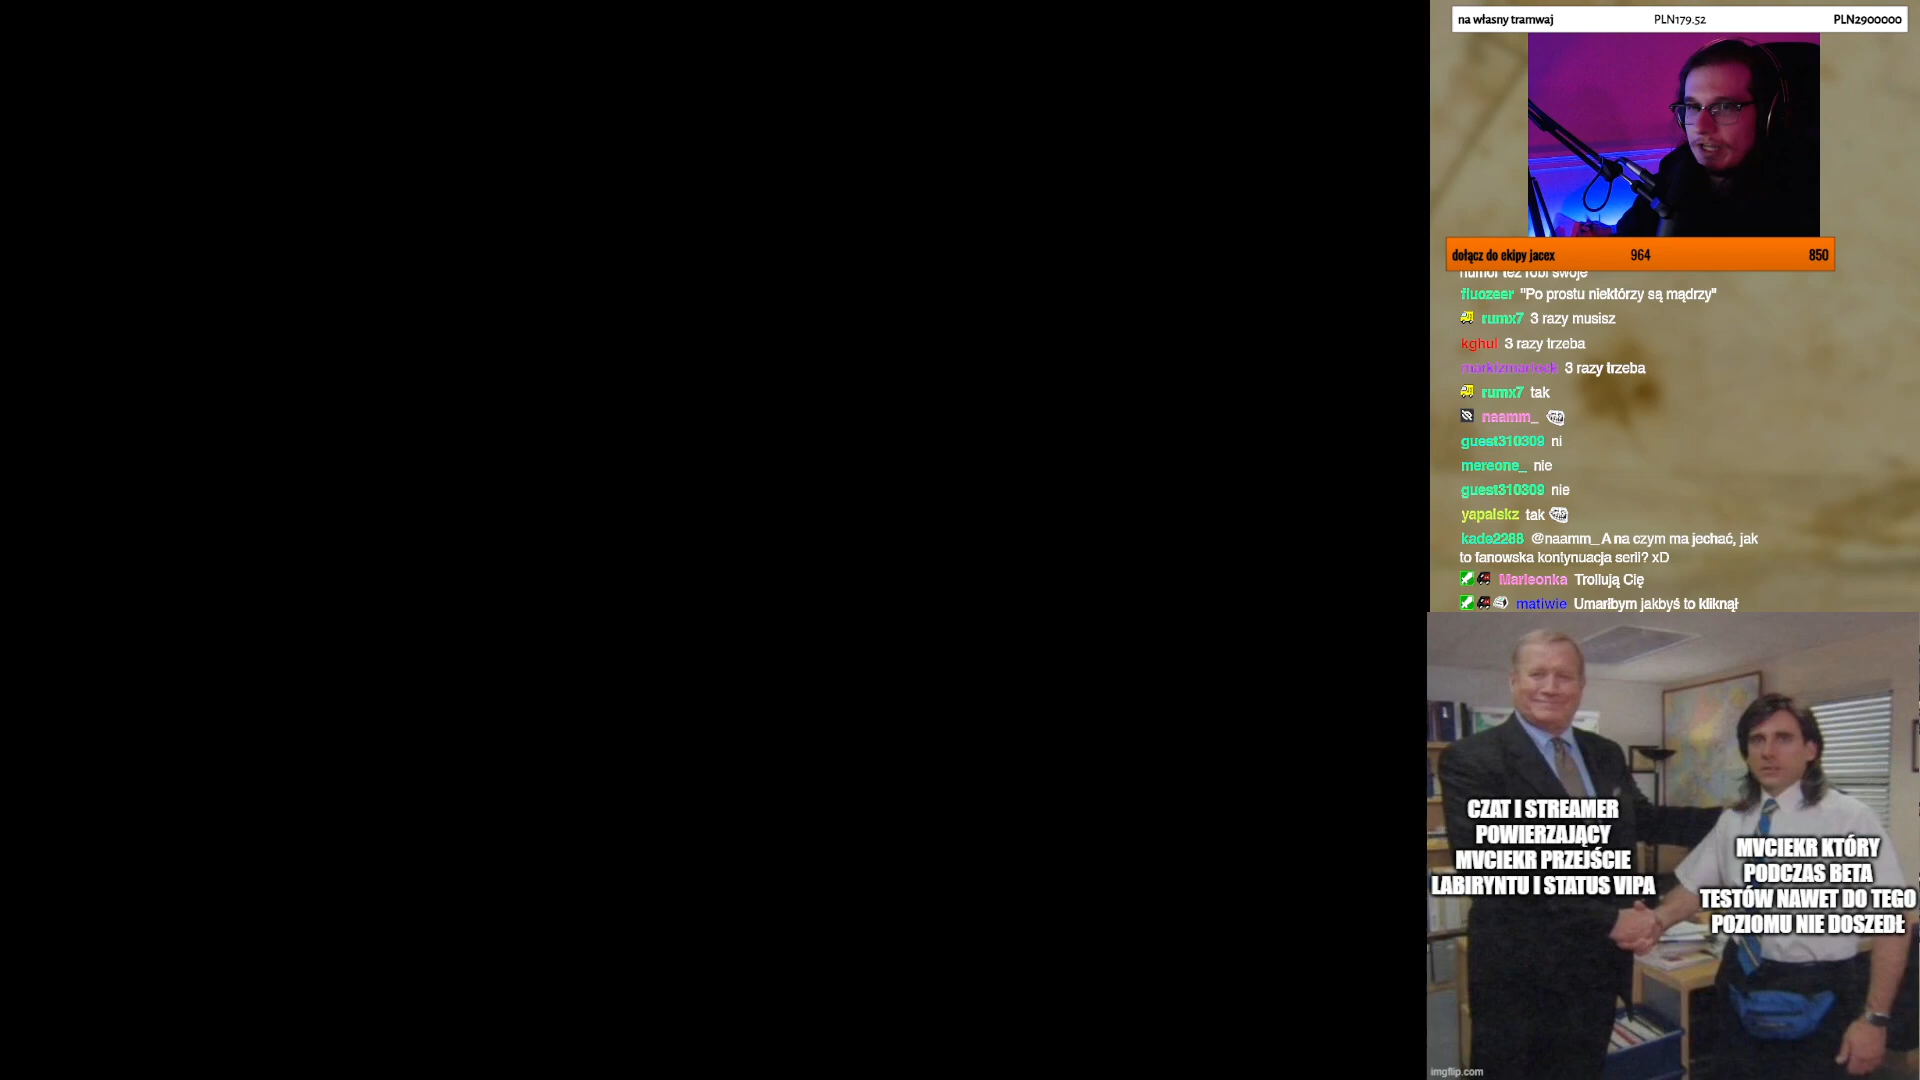 na własny tramwaj PLN179.52 PLN2900000
dołącz do ekipy jacex 964 850
humor też robi swoje
fluozeer "Po prostu niektórzy są mądrzy"
rumx7 3 razy musisz
kghul 3 razy trzeba
3 razy trzeba
rumx7 tak
naamm_
guest310309 ni
mereone_ nie
guest310309 nie
yapalskz tak
kade2288 @naamm_ A na czym ma jechać, jak
to fanowska kontynuacja serii? xD
Marleonka Trollują Cię
matiwie Umarłbym jakbyś to kliknął
CZAT I STREAMER
POWIERZAJĄCY
MVCIEKR PRZEJŚCIE
LABIRYNTU I STATUS VIPA
MVCIEKR KTÓRY
PODCZAS BETA
TESTÓW NAWET DO TEGO
POZIOMU NIE DOSZEDŁ
imgflip.com